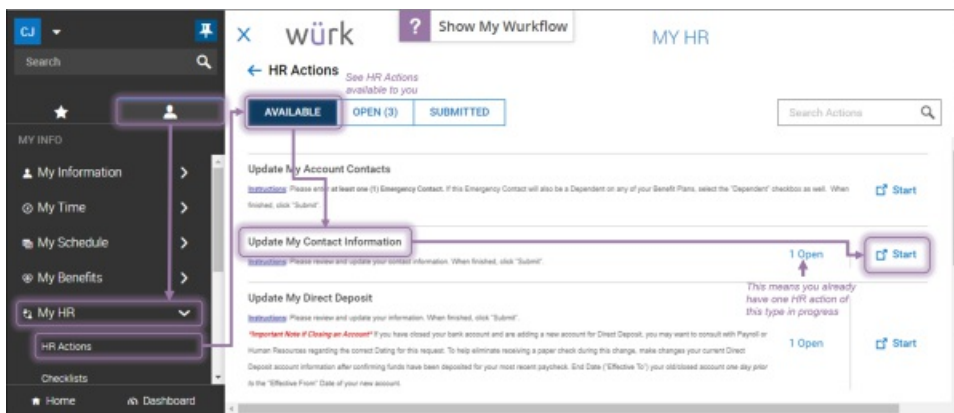 CJ
würk
? Show My Wurkflow
MY HR
Search
HR Actions
See HR Actions
available to you
AVAILABLE
OPEN (3)
SUBMITTED
Search Actions
MY INFO
My Information
My Time
My Schedule
My Benefits
My HR
HR Actions
Checklists
Home
Dashboard
Update My Account Contacts
Instructions: Please enter at least one (1) Emergency Contact. If this Emergency Contact will also be a Dependent on any of your Benefit Plans, select the "Dependent" checkbox as well. When
finished, click "Submit".
Start
Update My Contact Information
Instructions: Please review and update your contact information. When finished, click "Submit".
1 Open
Start
This means you already
have one HR action of
this type in progress
Update My Direct Deposit
Instructions: Please review and update your information. When finished, click "Submit".
*Important Note if Closing an Account* If you have closed your bank account and are adding a new account for Direct Deposit, you may want to consult with Payroll or
Human Resources regarding the correct Dating for this request. To help eliminate receiving a paper check during this change, make changes your current Direct
Deposit account information after confirming funds have been deposited for your most recent paycheck. End Date ("Effective To") your old/closed account one day prior
to the "Effective From" Date of your new account.
1 Open
Start